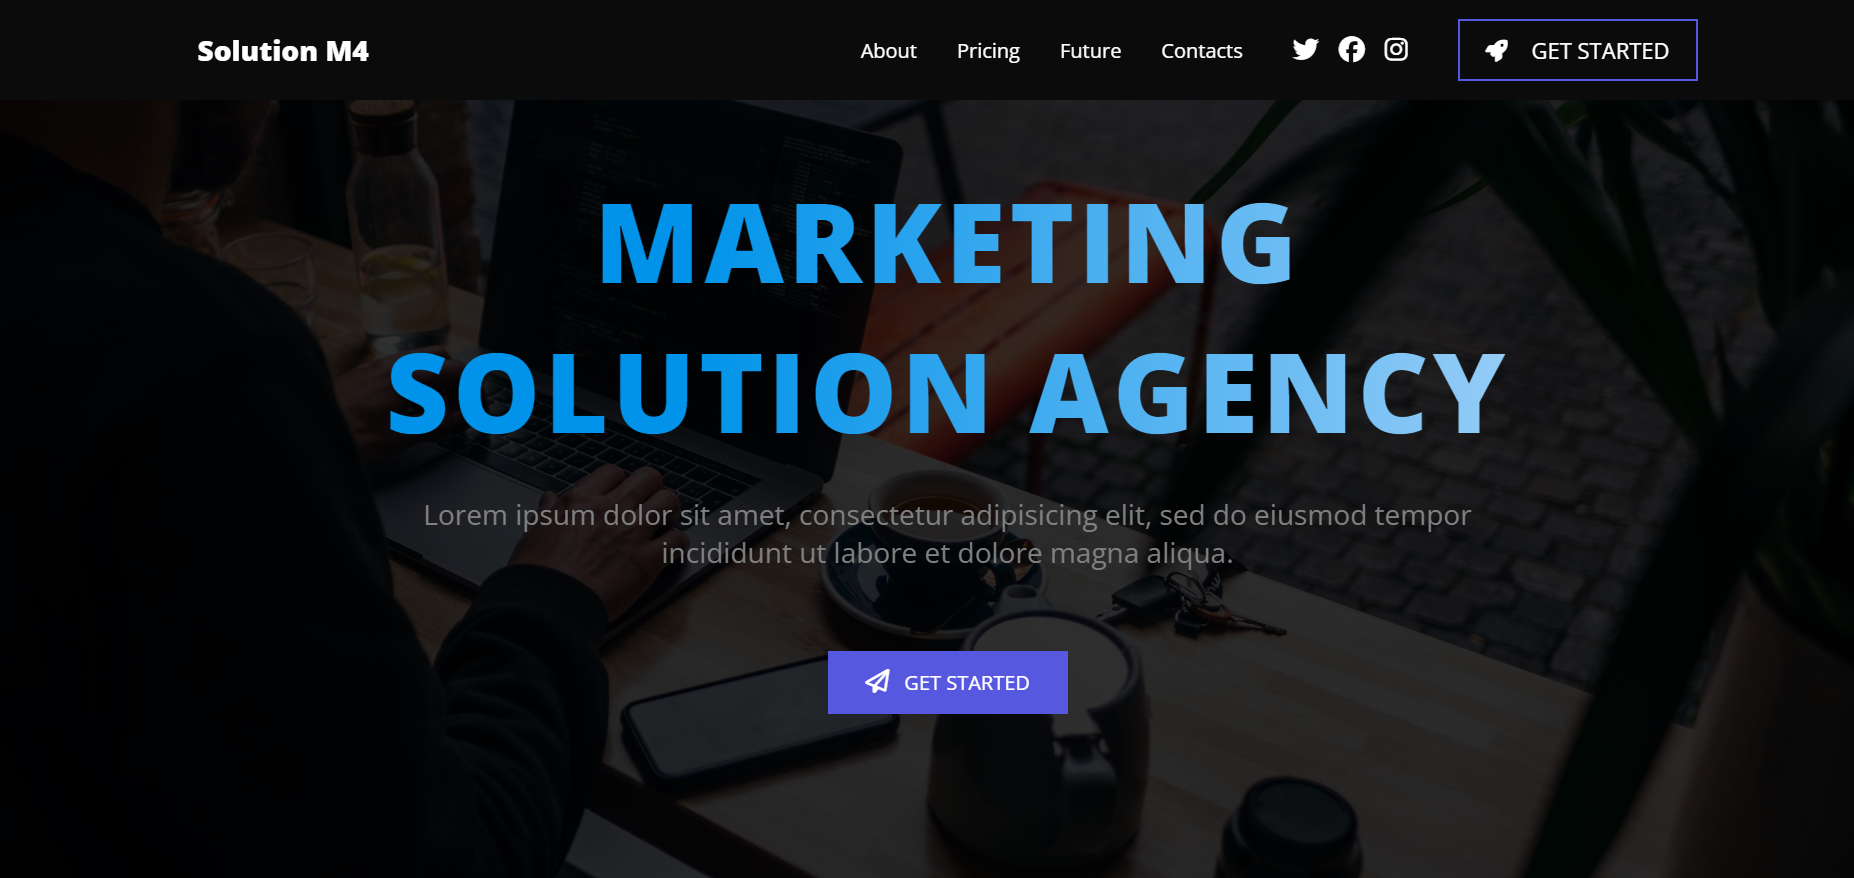 Solution M4
About Pricing Future Contacts GET STARTED
MARKETING
SOLUTION AGENCY
Lorem ipsum dolor sit amet, consectetur adipisicing elit, sed do eiusmod tempor
incididunt ut labore et dolore magna aliqua.
GET STARTED